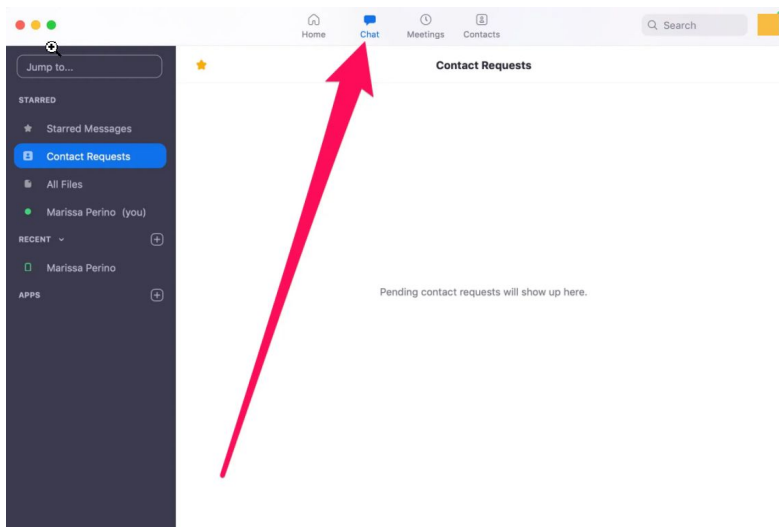 Home
Chat
Meetings
Contacts
Search
Jump to...
Contact Requests
STARRED
Starred Messages
Contact Requests
All Files
Marissa Perino (you)
RECENT
Marissa Perino
APPS
Pending contact requests will show up here.